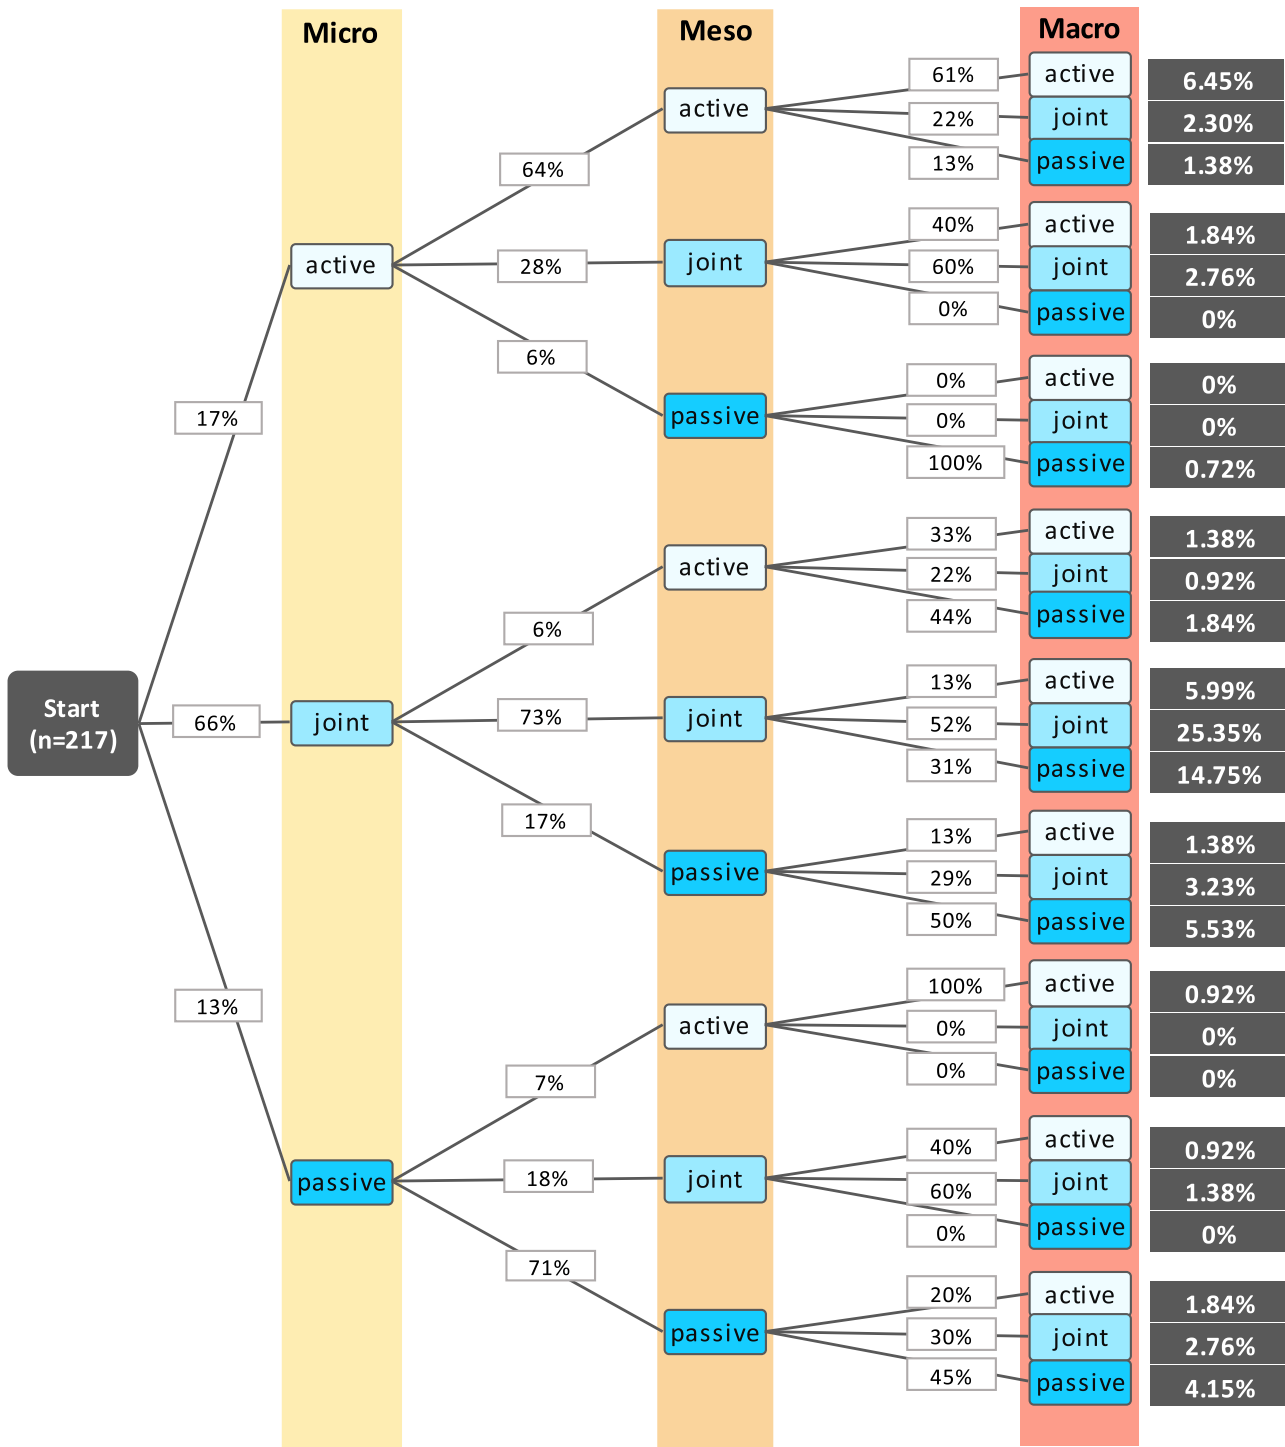 Micro
Meso
Macro
Start
(n=217)
17%
66%
13%
active
joint
passive
64%
28%
6%
6%
73%
17%
7%
18%
71%
active
joint
passive
active
joint
passive
active
joint
passive
61% active 6.45%
22% joint 2.30%
13% passive 1.38%
40% active 1.84%
60% joint 2.76%
0% passive 0%
0% active 0%
0% joint 0%
100% passive 0.72%
33% active 1.38%
22% joint 0.92%
44% passive 1.84%
13% active 5.99%
52% joint 25.35%
31% passive 14.75%
13% active 1.38%
29% joint 3.23%
50% passive 5.53%
100% active 0.92%
0% joint 0%
0% passive 0%
40% active 0.92%
60% joint 1.38%
0% passive 0%
20% active 1.84%
30% joint 2.76%
45% passive 4.15%